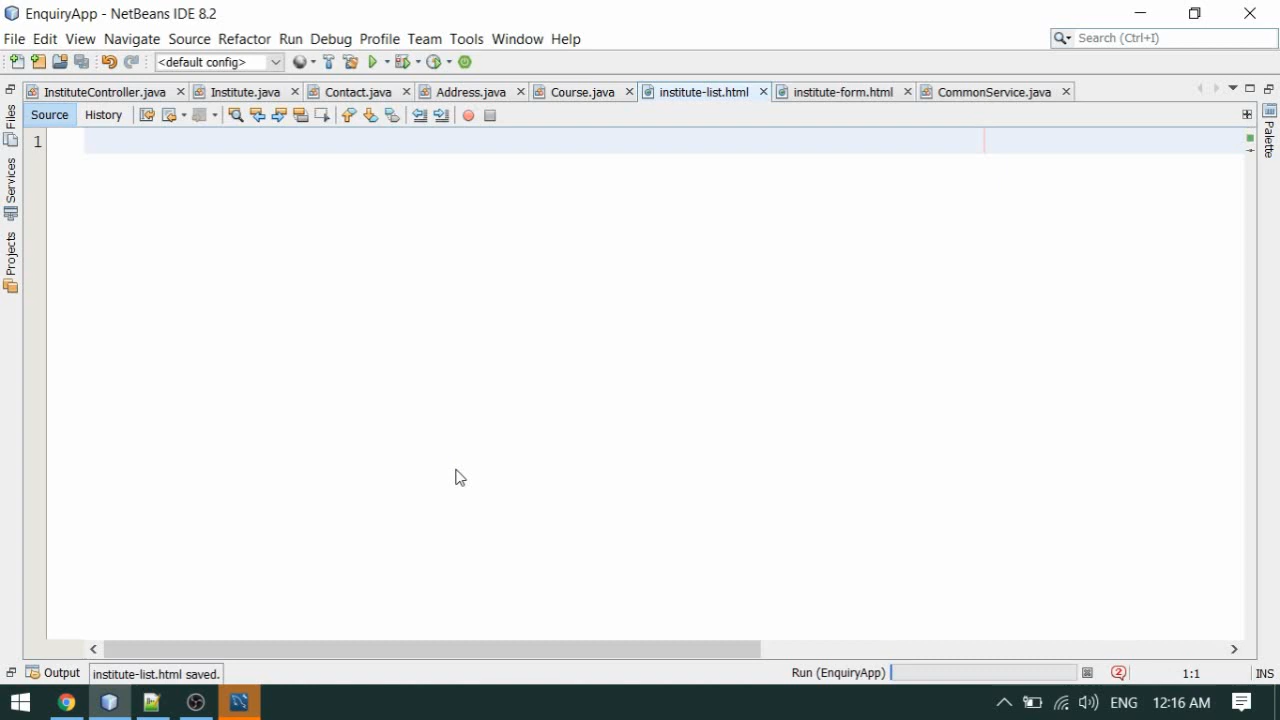 EnquiryApp - NetBeans IDE 8.2
File Edit View Navigate Source Refactor Run Debug Profile Team Tools Window Help
Search (Ctrl+I)
<default config>
InstituteController.java Institute.java Contact.java Address.java Course.java institute-list.html institute-form.html CommonService.java
Source History
1
Files
Services
Projects
Palette
Output
institute-list.html saved.
Run (EnquiryApp)
2
1:1
INS
ENG
12:16 AM